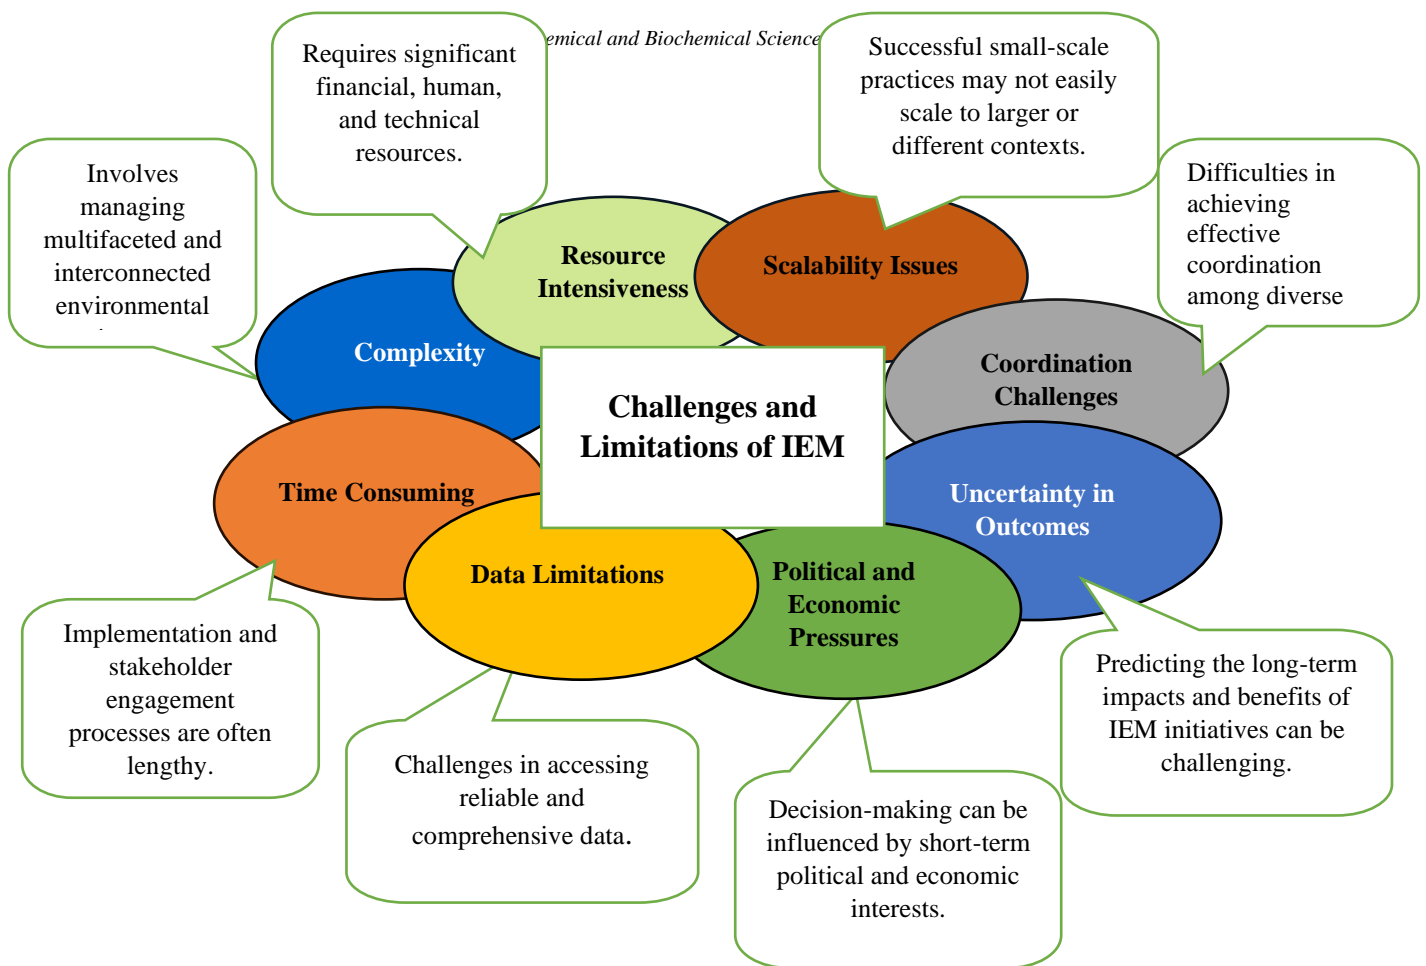 emical and Biochemical Science
Requires significant
financial, human,
and technical
resources.
Successful small-scale
practices may not easily
scale to larger or
different contexts.
Involves
managing
multifaceted and
interconnected
environmental
Difficulties in
achieving
effective
coordination
among diverse
Resource
Intensiveness
Scalability Issues
Complexity
Coordination
Challenges
Challenges and
Limitations of IEM
Time Consuming
Uncertainty in
Outcomes
Data Limitations
Political and
Economic
Pressures
Implementation and
stakeholder
engagement
processes are often
lengthy.
Challenges in accessing
reliable and
comprehensive data.
Decision-making can be
influenced by short-term
political and economic
interests.
Predicting the long-term
impacts and benefits of
IEM initiatives can be
challenging.